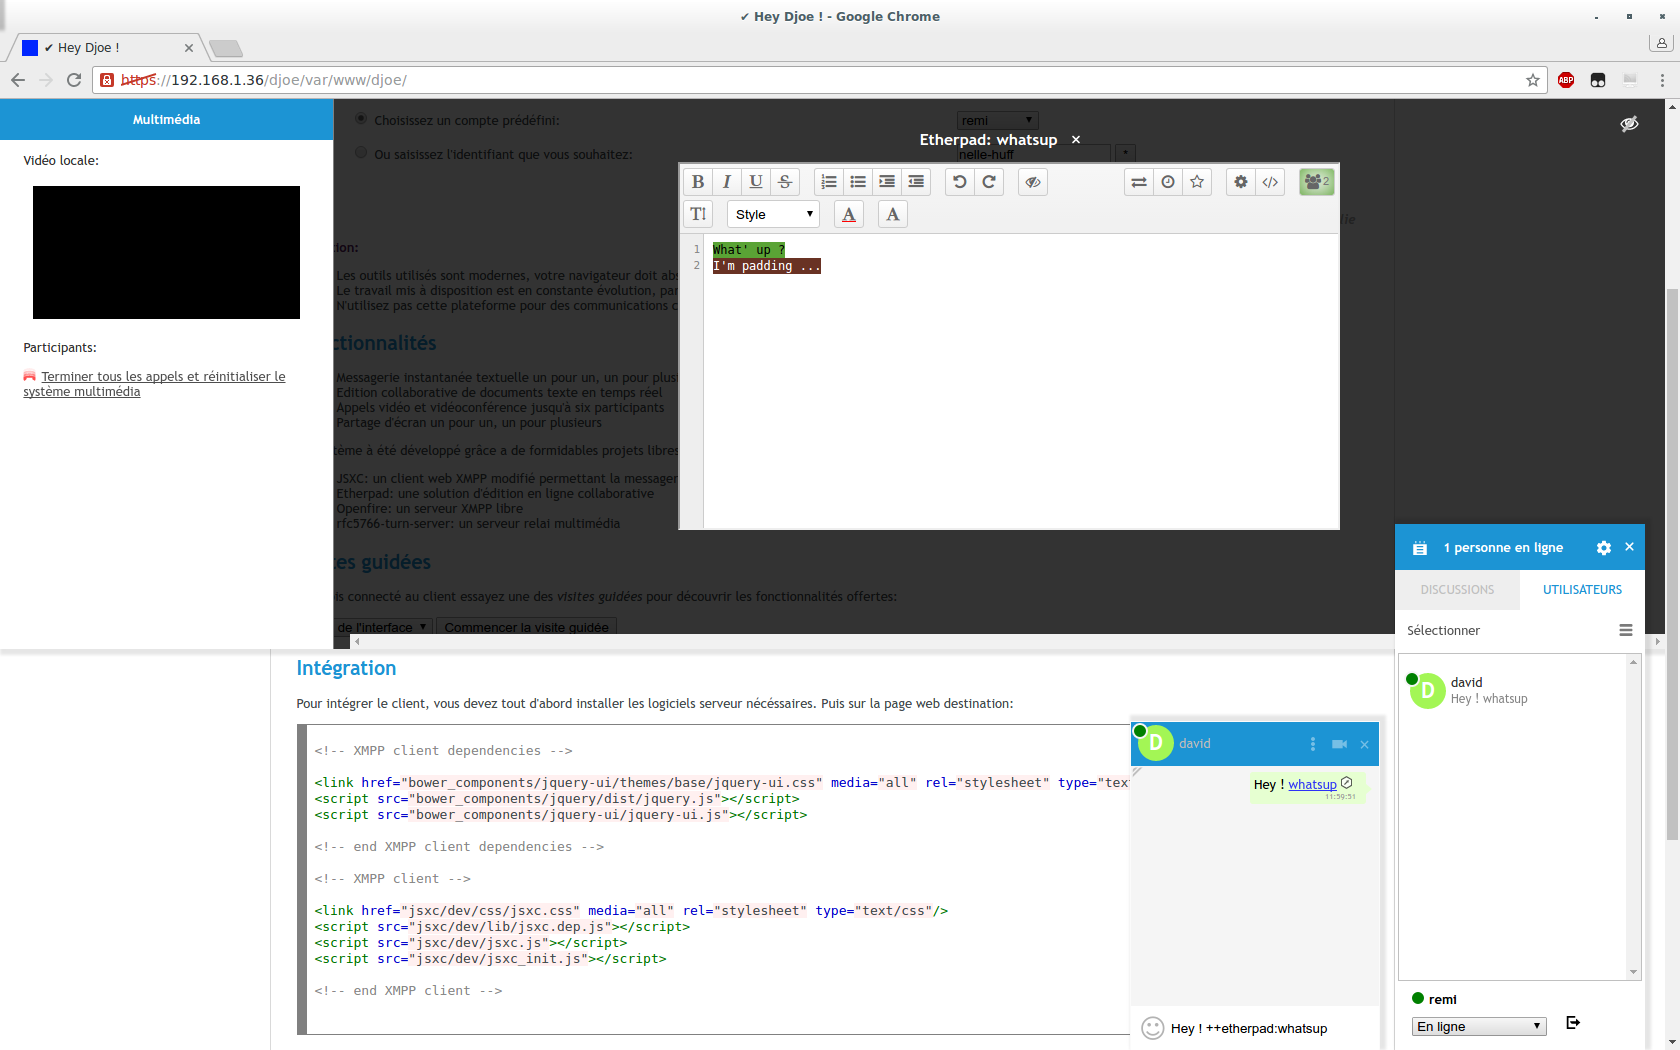 ✔ Hey Djoe ! - Google Chrome
✔ Hey Djoe !
https://192.168.1.36/djoe/var/www/djoe/
ABP
Multimédia
Vidéo locale:
Participants:
Terminer tous les appels et réinitialiser le
système multimédia
Choisissez un compte prédéfini:
remi
Ou saisissez l'identifiant que vous souhaitez:
nelle-huff
Etherpad: whatsup ×
B I U S
2
Style
A A
1 What' up ?
2 I'm padding ...
lie
ion:
Les outils utilisés sont modernes, votre navigateur doit abs
Le travail mis à disposition est en constante évolution, par
N'utilisez pas cette plateforme pour des communications c
ctionnalités
Messagerie instantanée textuelle un pour un, un pour plusi
Edition collaborative de documents texte en temps réel
Appels vidéo et vidéoconférence jusqu'à six participants
Partage d'écran un pour un, un pour plusieurs
tème à été développé grâce a de formidables projets libres
JSXC: un client web XMPP modifié permettant la messager
Etherpad: une solution d'édition en ligne collaborative
Openfire: un serveur XMPP libre
rfc5766-turn-server: un serveur relai multimédia
es guidées
is connecté au client essayez une des visites guidées pour découvrir les fonctionnalités offertes:
de l'interface Commencer la visite guidée
Intégration
Pour intégrer le client, vous devez tout d'abord installer les logiciels serveur nécéssaires. Puis sur la page web destination:
<!-- XMPP client dependencies -->
<link href="bower_components/jquery-ui/themes/base/jquery-ui.css" media="all" rel="stylesheet" type="tex
<script src="bower_components/jquery/dist/jquery.js"></script>
<script src="bower_components/jquery-ui/jquery-ui.js"></script>
<!-- end XMPP client dependencies -->
<!-- XMPP client -->
<link href="jsxc/dev/css/jsxc.css" media="all" rel="stylesheet" type="text/css"/>
<script src="jsxc/dev/lib/jsxc.dep.js"></script>
<script src="jsxc/dev/jsxc.js"></script>
<script src="jsxc/dev/jsxc_init.js"></script>
<!-- end XMPP client -->
D david
Hey ! whatsup
11:59:51
Hey ! ++etherpad:whatsup
1 personne en ligne
DISCUSSIONS UTILISATEURS
Sélectionner
D david
Hey ! whatsup
remi
En ligne